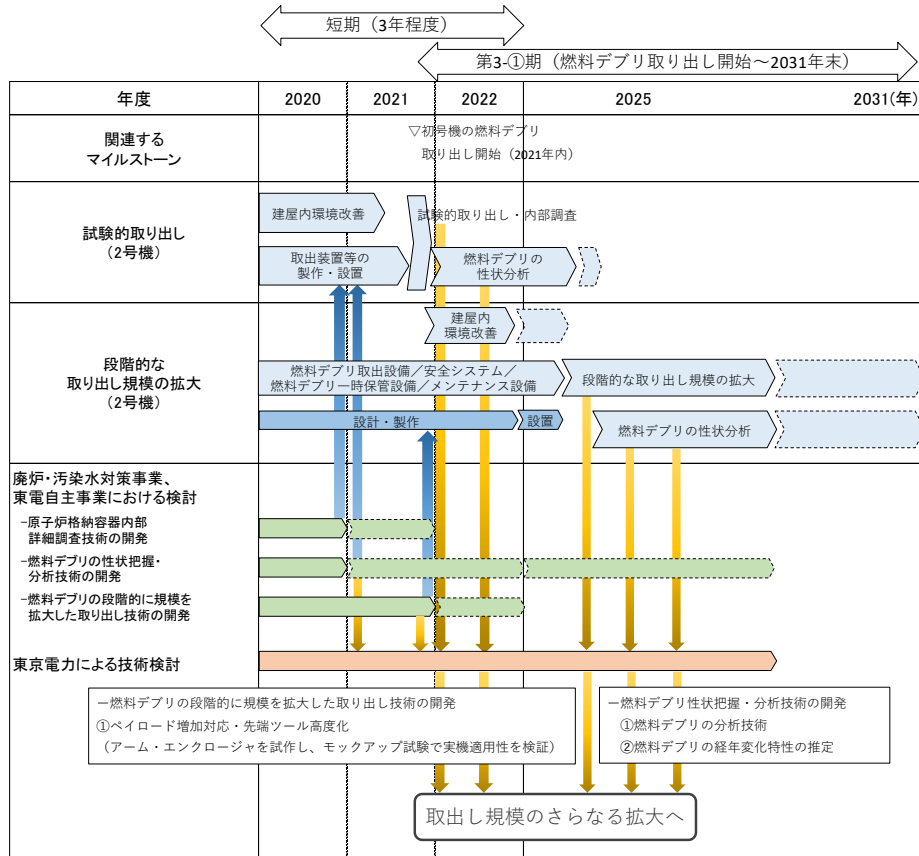 短期（3年程度）
第3-①期（燃料デブリ取り出し開始～2031年末）
年度
2020
2021
2022
2025
2031(年)
関連する
マイルストーン
▽初号機の燃料デブリ
取り出し開始（2021年内）
試験的取り出し
（2号機）
建屋内環境改善
試験的取り出し・内部調査
取出装置等の
製作・設置
燃料デブリの
性状分析
段階的な
取り出し規模の拡大
（2号機）
建屋内
環境改善
燃料デブリ取出設備／安全システム／
燃料デブリ一時保管設備／メンテナンス設備
段階的な取り出し規模の拡大
設計・製作
設置
燃料デブリの性状分析
廃炉・汚染水対策事業、
東電自主事業における検討
−原子炉格納容器内部
詳細調査技術の開発
−燃料デブリの性状把握・
分析技術の開発
−燃料デブリの段階的に規模を
拡大した取り出し技術の開発
東京電力による技術検討
ー燃料デブリの段階的に規模を拡大した取り出し技術の開発
①ペイロード増加対応・先端ツール高度化
（アーム・エンクロージャを試作し、モックアップ試験で実機適用性を検証）
ー燃料デブリ性状把握・分析技術の開発
①燃料デブリの分析技術
②燃料デブリの経年変化特性の推定
取出し規模のさらなる拡大へ